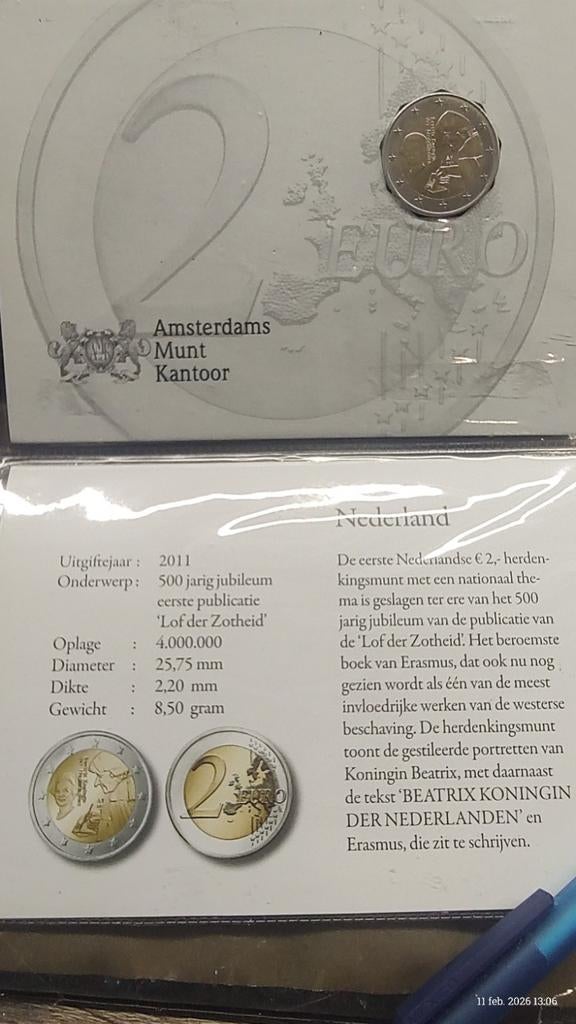 2
EURO
Amsterdams
Munt
Kantoor
Nederland
Uitgiftejaar : 2011
Onderwerp : 500 jarig jubileum
eerste publicatie
‘Lof der Zotheid’
Oplage : 4.000.000
Diameter : 25,75 mm
Dikte : 2,20 mm
Gewicht : 8,50 gram
2 EURO
De eerste Nederlandse € 2,- herden-
kingsmunt met een nationaal the-
ma is geslagen ter ere van het 500
jarig jubileum van de publicatie van
de ‘Lof der Zotheid’. Het beroemste
boek van Erasmus, dat ook nu nog
gezien wordt als één van de meest
invloedrijke werken van de westerse
beschaving. De herdenkingsmunt
toont de gestileerde portretten van
Koningin Beatrix, met daarnaast
de tekst ‘BEATRIX KONINGIN
DER NEDERLANDEN’ en
Erasmus, die zit te schrijven.
11 feb. 2026 13:06